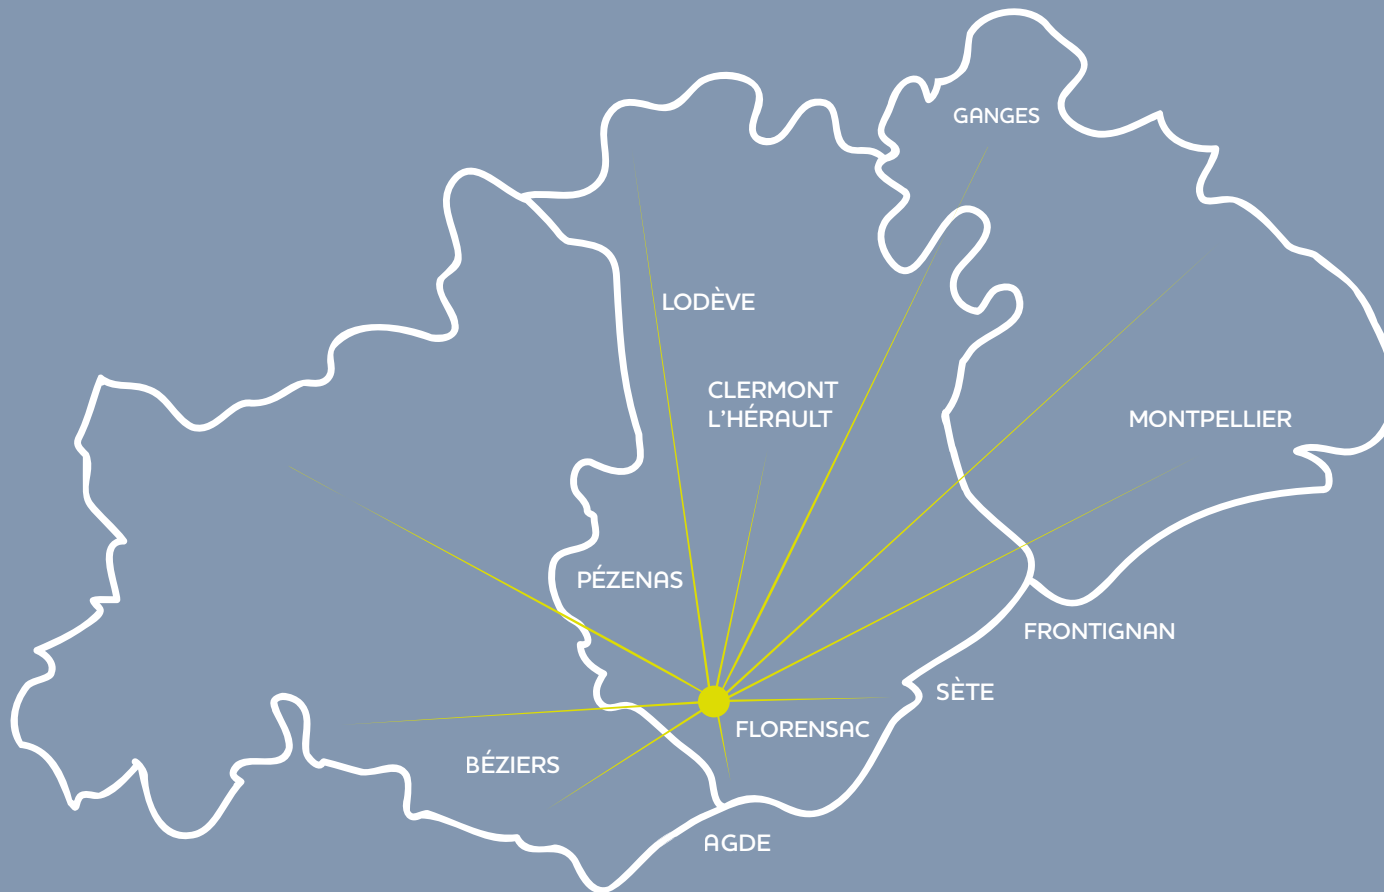 GANGES
LODÈVE
CLERMONT
L'HÉRAULT
MONTPELLIER
PÉZENAS
FRONTIGNAN
SÈTE
FLORENSAC
BÉZIERS
AGDE